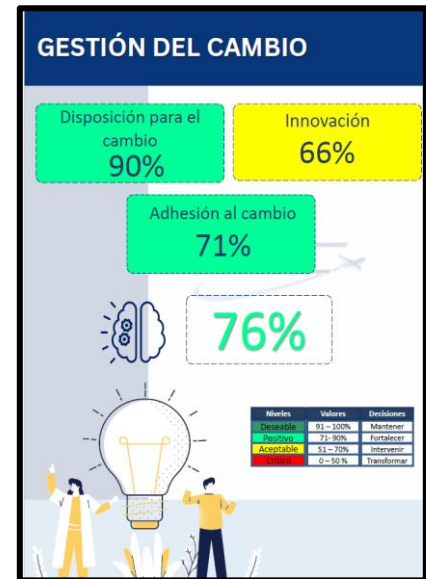 GESTIÓN DEL CAMBIO
Disposición para el
cambio
90%
Innovación
66%
Adhesión al cambio
71%
76%
Niveles Valores Decisiones
Deseable 91 – 100% Mantener
Positivo 71- 90% Fortalecer
Aceptable 51 – 70% Intervenir
Crítico 0 – 50 % Transformar